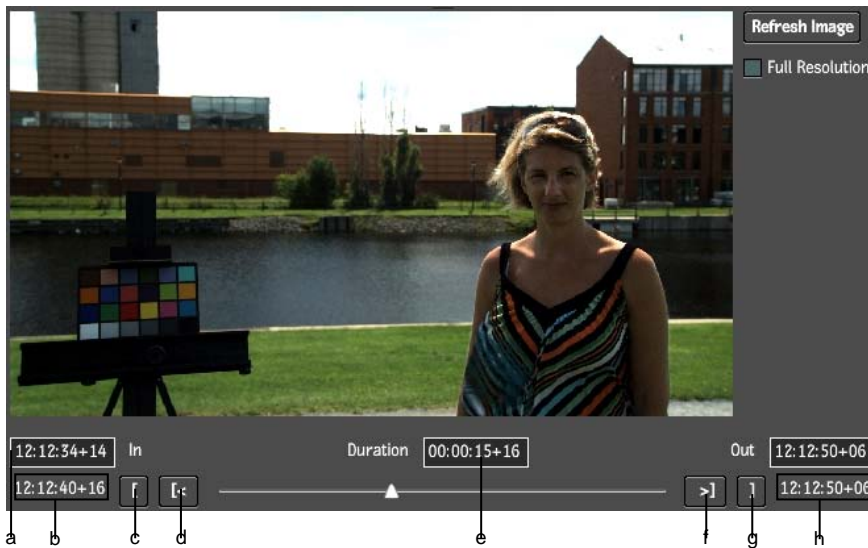 Refresh Image
Full Resolution
12:12:34+14 In Duration 00:00:15+16 Out 12:12:50+06
12:12:40+16 [ [< >] ] 12:12:50+06
a b c d e f g h